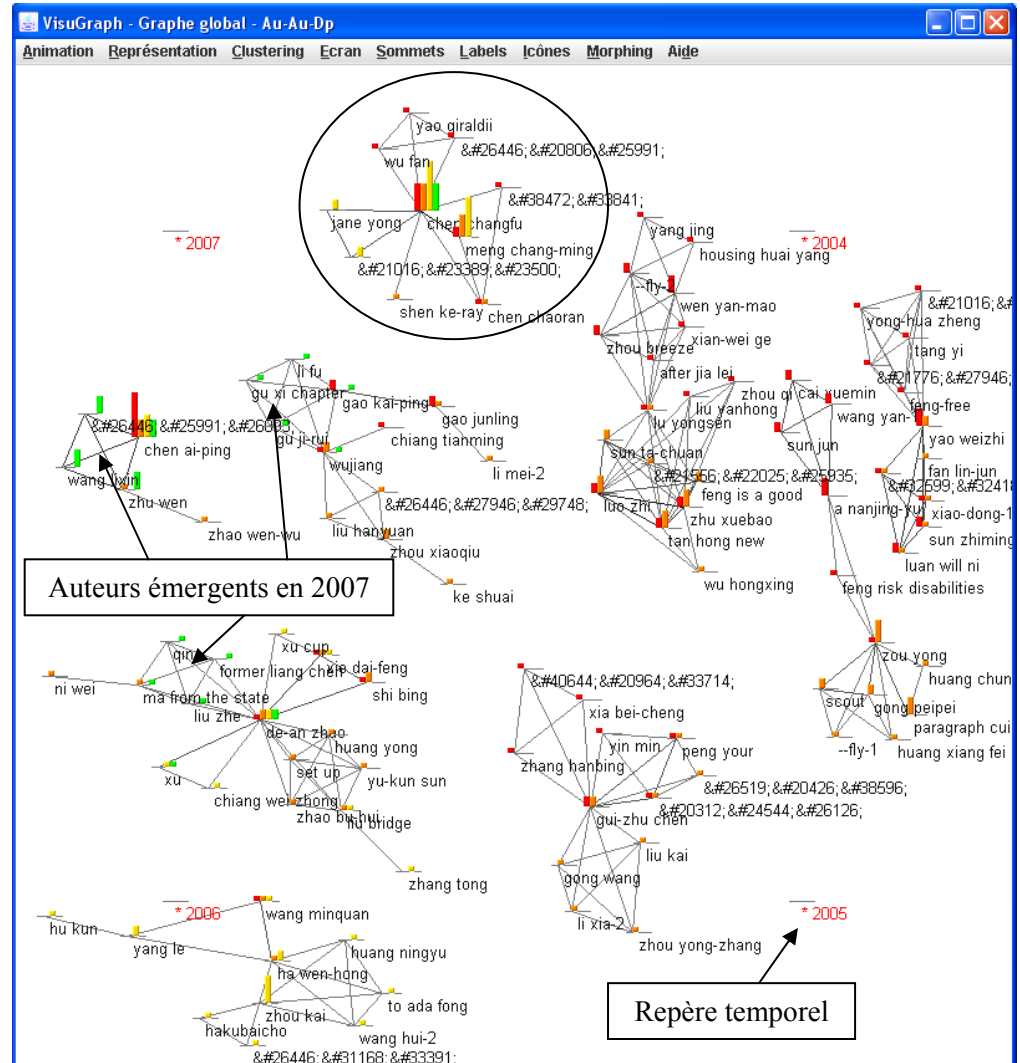 VisuGraph - Graphe global - Au-Au-Dp
Animation Représentation Clustering Ecran Sommets Labels Icônes Morphing Aide
yao giraldii
&#26446;&#20806;&#25991;
wu fan
&#38472;&#33841;
jane yong
chen changfu
meng chang-ming
&#21016;&#23389;&#23500;
shen ke-ray
chen chaoran
* 2007
* 2004
yang jing
housing huai yang
--fly-1
wen yan-mao
xian-wei ge
zhou breeze
after jia lei
&#21016;&#
yong-hua zheng
tang yi
&#21776;&#27946;
feng-free
zhou qi
cai xuemin
wang yan-
sun jun
yao weizhi
fan lin-jun
&#32599;&#32418
a nanjing-yui
xiao-dong-1
sun zhiming
luan will ni
feng risk disabilities
liu yanhong
lu yongsen
sun ta-chuan
&#22025;&#25935;
feng is a good
luo-zhi
zhu xuebao
tan hong new
wu hongxing
li fu
gu xi chapter
gao kai-ping
gao junling
gu ji-rui
chiang tianming
wujiang
li mei-2
&#26446;&#27946;&#29748;
liu hanyuan
zhou xiaoqiu
ke shuai
&#26446;&#25991;
chen ai-ping
wang lixin
zhu wen
zhao wen-wu
Auteurs émergents en 2007
qin
xu cup
former liang chen
xie dai-feng
ni wei
ma from the state
shi bing
liu zhe
de-an zhao
huang yong
xu
set up
yu-kun sun
chiang wei-zhong
zhao bu-hui
liu bridge
zhang tong
zou yong
huang chun
scout
gong peipei
paragraph cui
--fly-1
huang xiang fei
&#40644;&#20964;&#33714;
xia bei-cheng
yin min
peng your
zhang hanbing
&#26519;&#20426;&#38596;
&#20312;&#24544;&#26126;
gui-zhu chen
liu kai
gong wang
li xia-2
zhou yong-zhang
* 2006
* 2005
wang minquan
hu kun
yang le
huang ningyu
ha wen-hong
to ada fong
zhou kai
hakubaicho
wang hui-2
&#26446;&#31168;&#33391;
Repère temporel